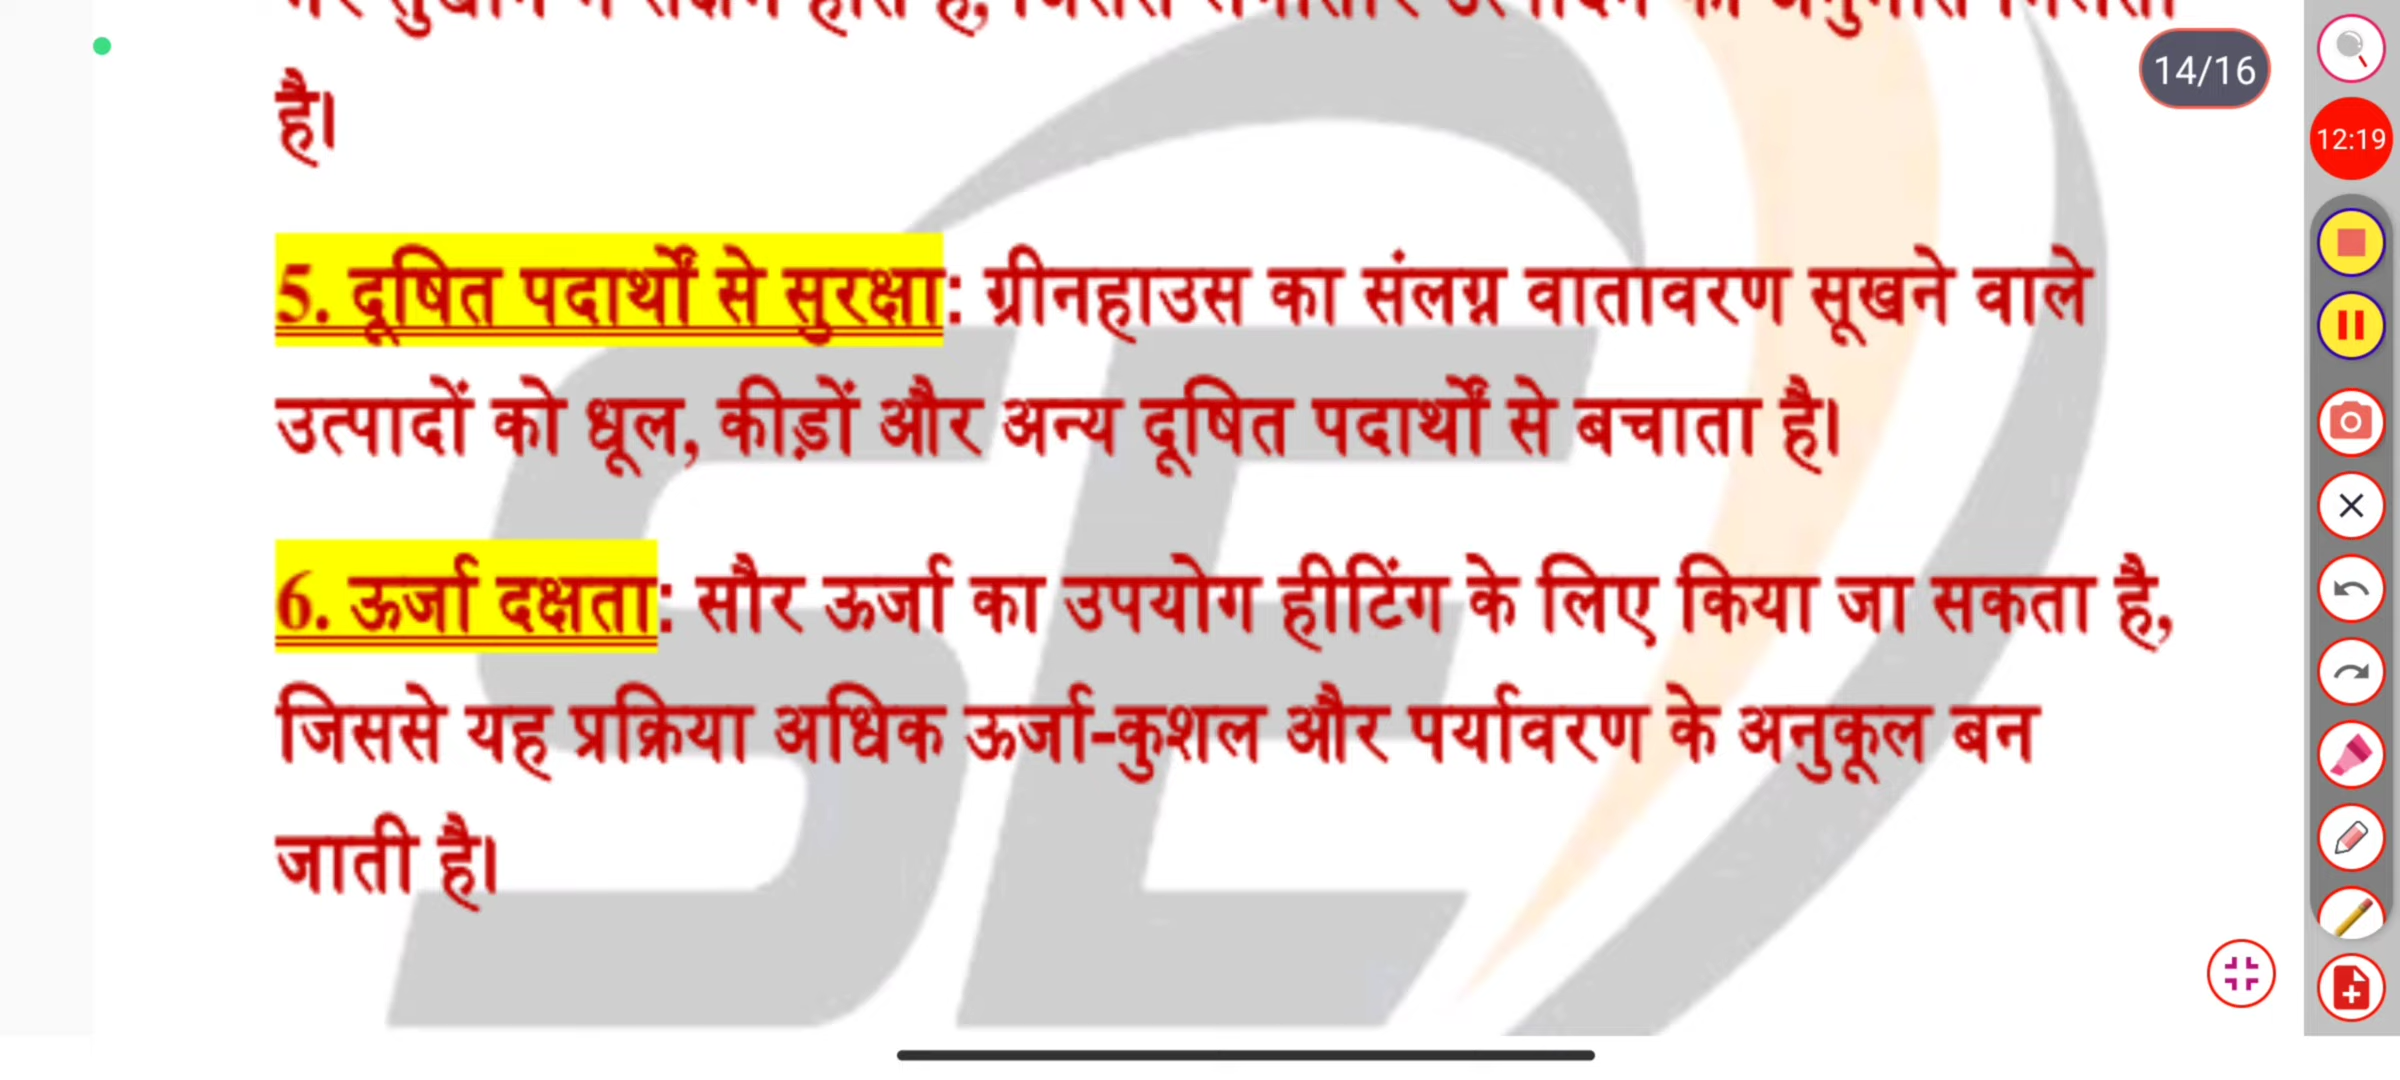 14/16
है।
12:19
5. दूषित पदार्थों से सुरक्षा: ग्रीनहाउस का संलग्न वातावरण सूखने वाले
उत्पादों को धूल, कीड़ों और अन्य दूषित पदार्थों से बचाता है।
6. ऊर्जा दक्षता: सौर ऊर्जा का उपयोग हीटिंग के लिए किया जा सकता है,
जिससे यह प्रक्रिया अधिक ऊर्जा-कुशल और पर्यावरण के अनुकूल बन
जाती है।
SE